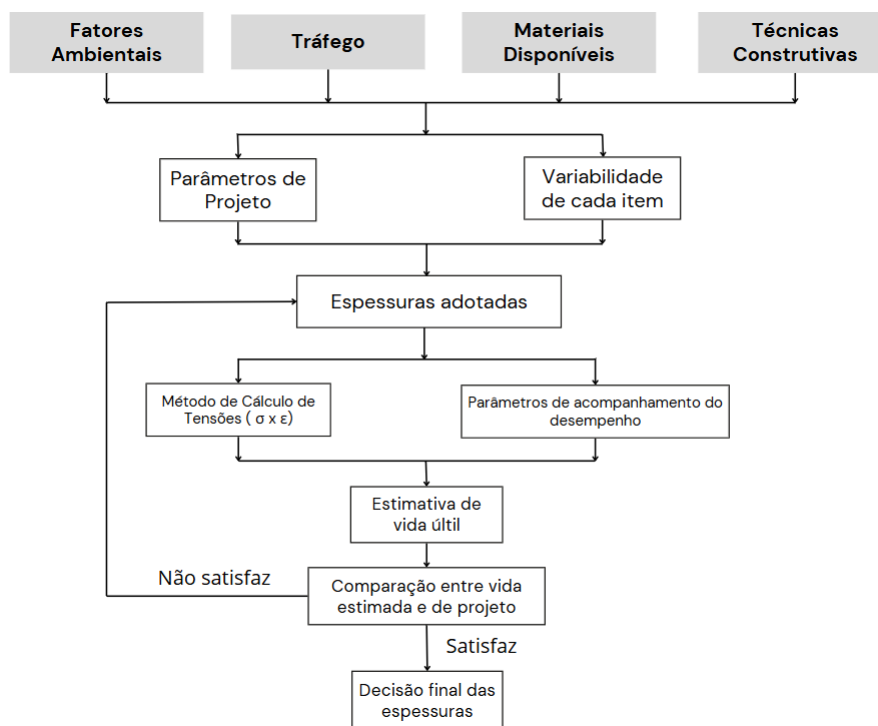 Fatores
Ambientais
Tráfego
Materiais
Disponíveis
Técnicas
Construtivas
Parâmetros de
Projeto
Variabilidade
de cada item
Espessuras adotadas
Método de Cálculo de
Tensões ( σ x ε)
Parâmetros de acompanhamento do
desempenho
Estimativa de
vida últil
Não satisfaz
Comparação entre vida
estimada e de projeto
Satisfaz
Decisão final das
espessuras